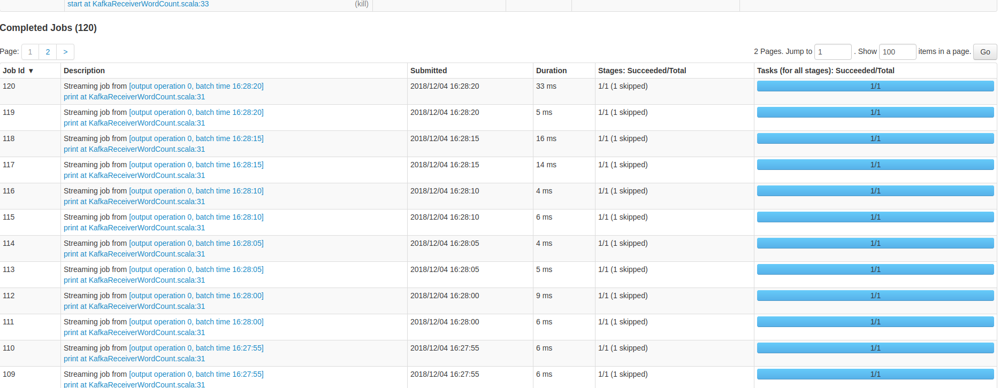 start at KafkaReceiverWordCount.scala:33 (kill)
Completed Jobs (120)
Page: 1 2 > 2 Pages. Jump to 1 . Show 100 items in a page. Go
Job Id ▼ Description Submitted Duration Stages: Succeeded/Total Tasks (for all stages): Succeeded/Total
120 Streaming job from [output operation 0, batch time 16:28:20] 2018/12/04 16:28:20 33 ms 1/1 (1 skipped) 1/1
print at KafkaReceiverWordCount.scala:31
119 Streaming job from [output operation 0, batch time 16:28:20] 2018/12/04 16:28:20 5 ms 1/1 (1 skipped) 1/1
print at KafkaReceiverWordCount.scala:31
118 Streaming job from [output operation 0, batch time 16:28:15] 2018/12/04 16:28:15 16 ms 1/1 (1 skipped) 1/1
print at KafkaReceiverWordCount.scala:31
117 Streaming job from [output operation 0, batch time 16:28:15] 2018/12/04 16:28:15 14 ms 1/1 (1 skipped) 1/1
print at KafkaReceiverWordCount.scala:31
116 Streaming job from [output operation 0, batch time 16:28:10] 2018/12/04 16:28:10 4 ms 1/1 (1 skipped) 1/1
print at KafkaReceiverWordCount.scala:31
115 Streaming job from [output operation 0, batch time 16:28:10] 2018/12/04 16:28:10 6 ms 1/1 (1 skipped) 1/1
print at KafkaReceiverWordCount.scala:31
114 Streaming job from [output operation 0, batch time 16:28:05] 2018/12/04 16:28:05 4 ms 1/1 (1 skipped) 1/1
print at KafkaReceiverWordCount.scala:31
113 Streaming job from [output operation 0, batch time 16:28:05] 2018/12/04 16:28:05 5 ms 1/1 (1 skipped) 1/1
print at KafkaReceiverWordCount.scala:31
112 Streaming job from [output operation 0, batch time 16:28:00] 2018/12/04 16:28:00 9 ms 1/1 (1 skipped) 1/1
print at KafkaReceiverWordCount.scala:31
111 Streaming job from [output operation 0, batch time 16:28:00] 2018/12/04 16:28:00 6 ms 1/1 (1 skipped) 1/1
print at KafkaReceiverWordCount.scala:31
110 Streaming job from [output operation 0, batch time 16:27:55] 2018/12/04 16:27:55 6 ms 1/1 (1 skipped) 1/1
print at KafkaReceiverWordCount.scala:31
109 Streaming job from [output operation 0, batch time 16:27:55] 2018/12/04 16:27:55 6 ms 1/1 (1 skipped) 1/1
print at KafkaReceiverWordCount.scala:31